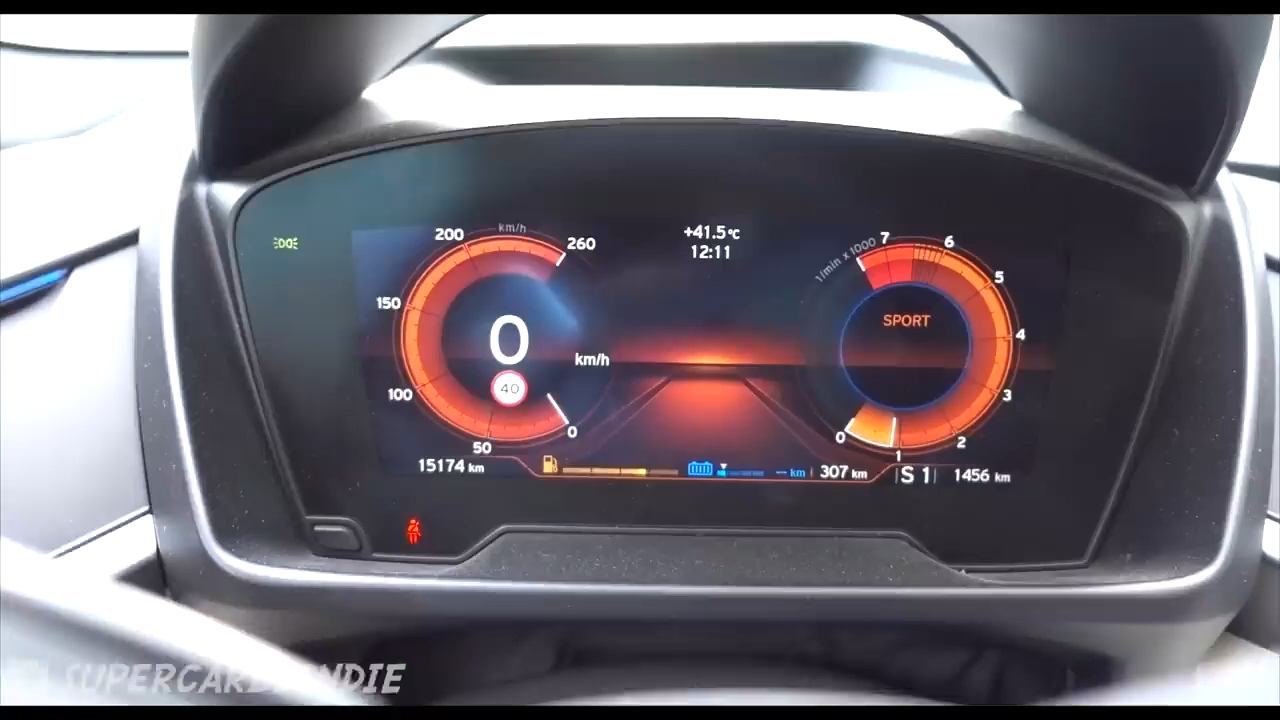 200
km/h
260
150
0
km/h
40
100
50
0
+41.5°C
12:11
1/min x 1000
7
6
5
4
3
2
1
0
SPORT
15174 km
-- km
307 km
S 1
1456 km